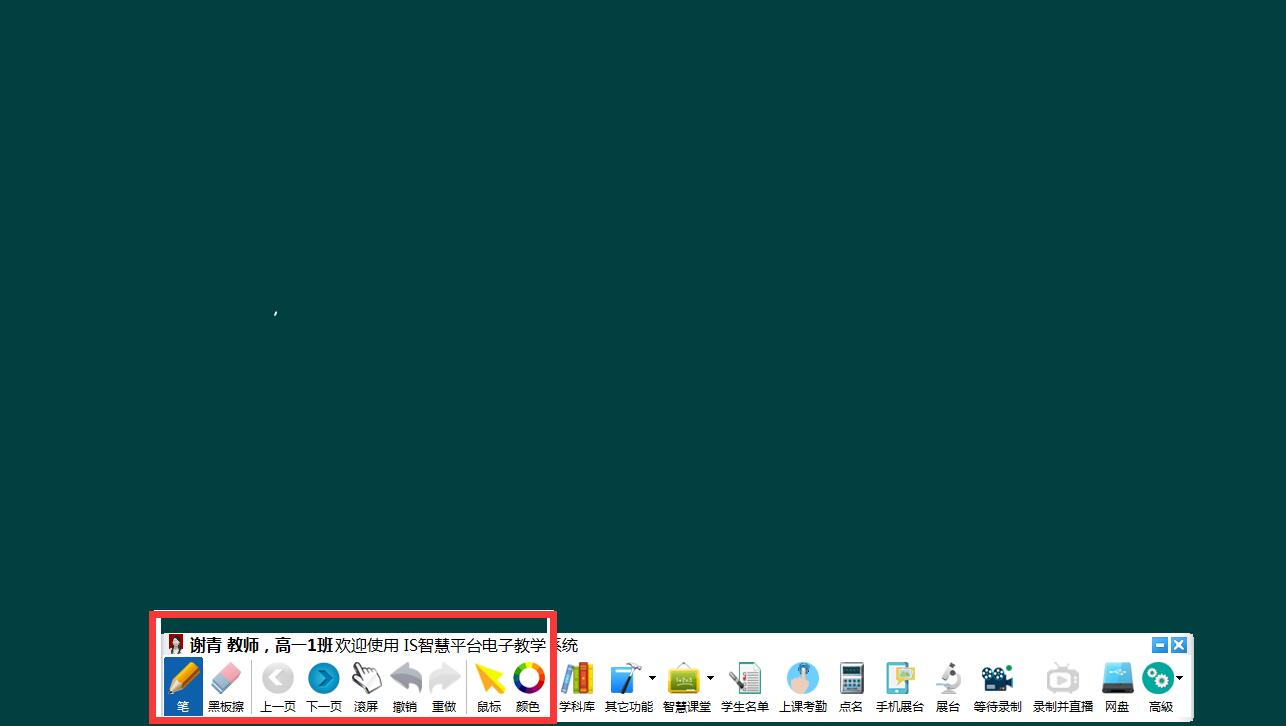 谢青 教师，高一1班 欢迎使用 IS智慧平台电子教学系统
笔 黑板擦 上一页 下一页 滚屏 撤销 重做 鼠标 颜色 学科库 其它功能 智慧课堂 学生名单 上课考勤 点名 手机展台 展台 等待录制 录制并直播 网盘 高级